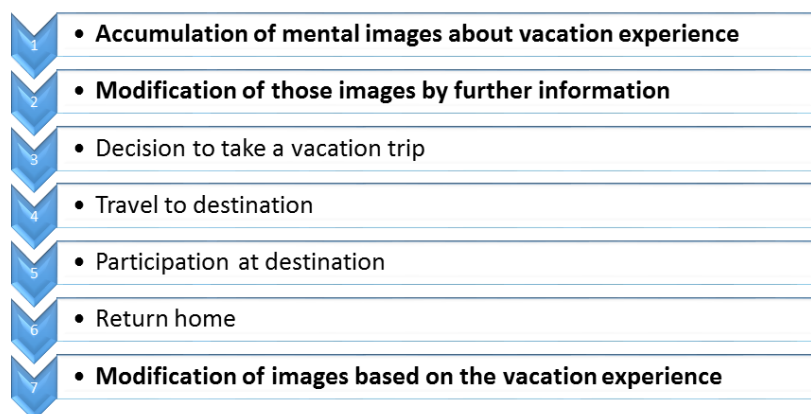 1 • Accumulation of mental images about vacation experience
2 • Modification of those images by further information
3 • Decision to take a vacation trip
4 • Travel to destination
5 • Participation at destination
6 • Return home
7 • Modification of images based on the vacation experience